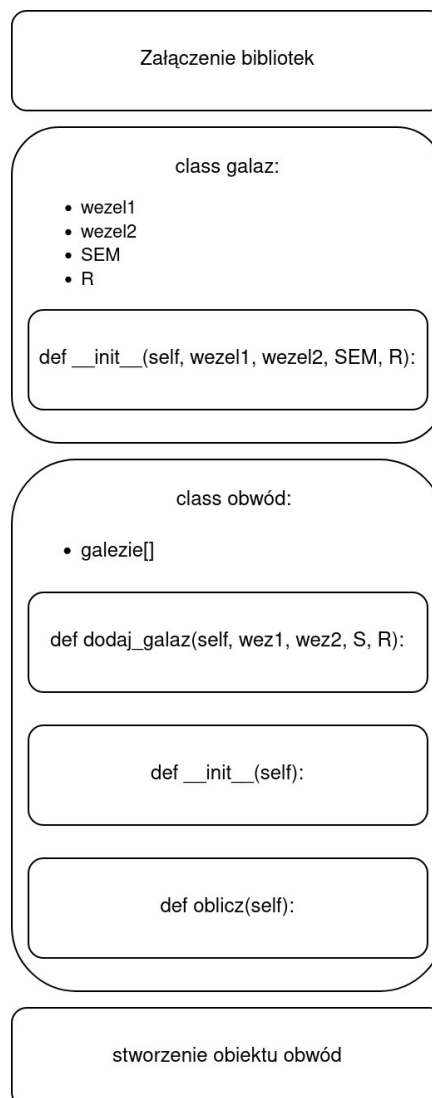 Załączenie bibliotek
class galaz:
• wezel1
• wezel2
• SEM
• R
def __init__(self, wezel1, wezel2, SEM, R):
class obwód:
• galezie[]
def dodaj_galaz(self, wez1, wez2, S, R):
def __init__(self):
def oblicz(self):
stworzenie obiektu obwód